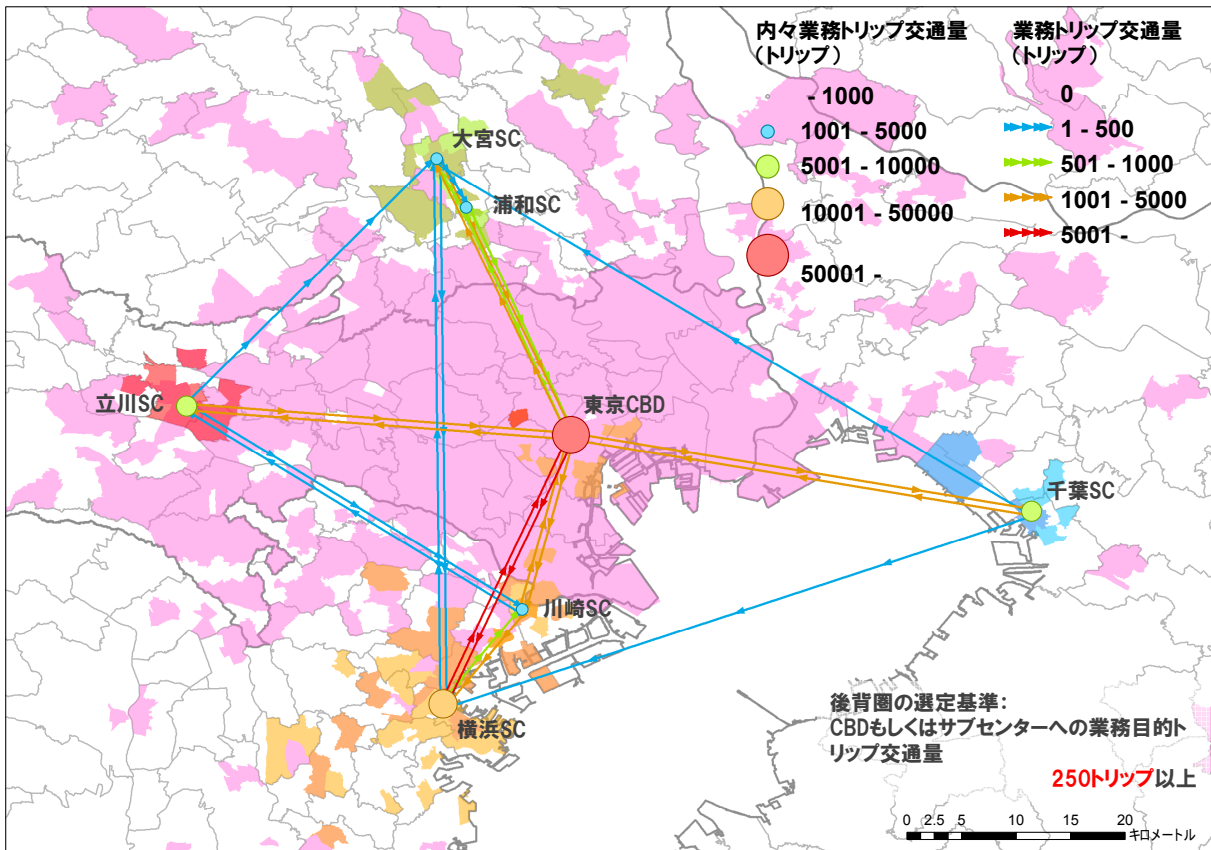 内々業務トリップ交通量
(トリップ)
- 1000
1001 - 5000
5001 - 10000
10001 - 50000
50001 -
業務トリップ交通量
(トリップ)
0
1 - 500
501 - 1000
1001 - 5000
5001 -
大宮SC
浦和SC
立川SC
東京CBD
千葉SC
川崎SC
横浜SC
後背圏の選定基準:
CBDもしくはサブセンターへの業務目的ト
リップ交通量
250トリップ以上
0 2.5 5 10 15 20
キロメートル